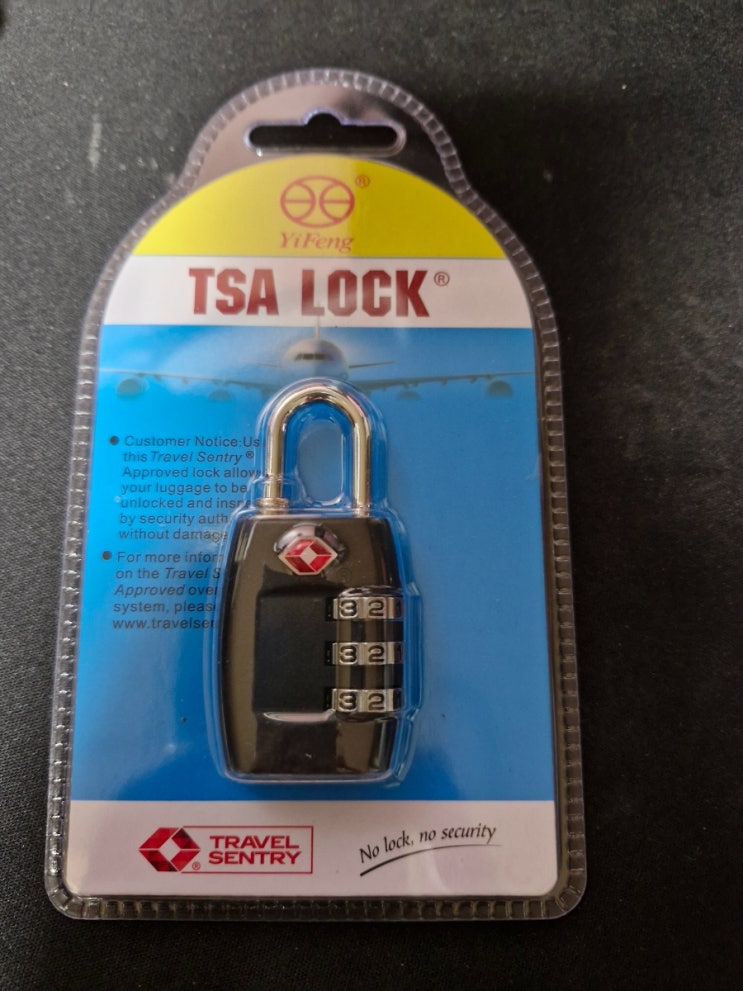 ®
YiFeng
TSA LOCK®
● Customer Notice:Us
this Travel Sentry ®
Approved lock allow
your luggage to be
unlocked and insp
by security auth
without damage
● For more infor
on the Travel S
Approved over
system, pleas
www.travelsen
3 2
3 2
3 2
TRAVEL
SENTRY
®
No lock, no security